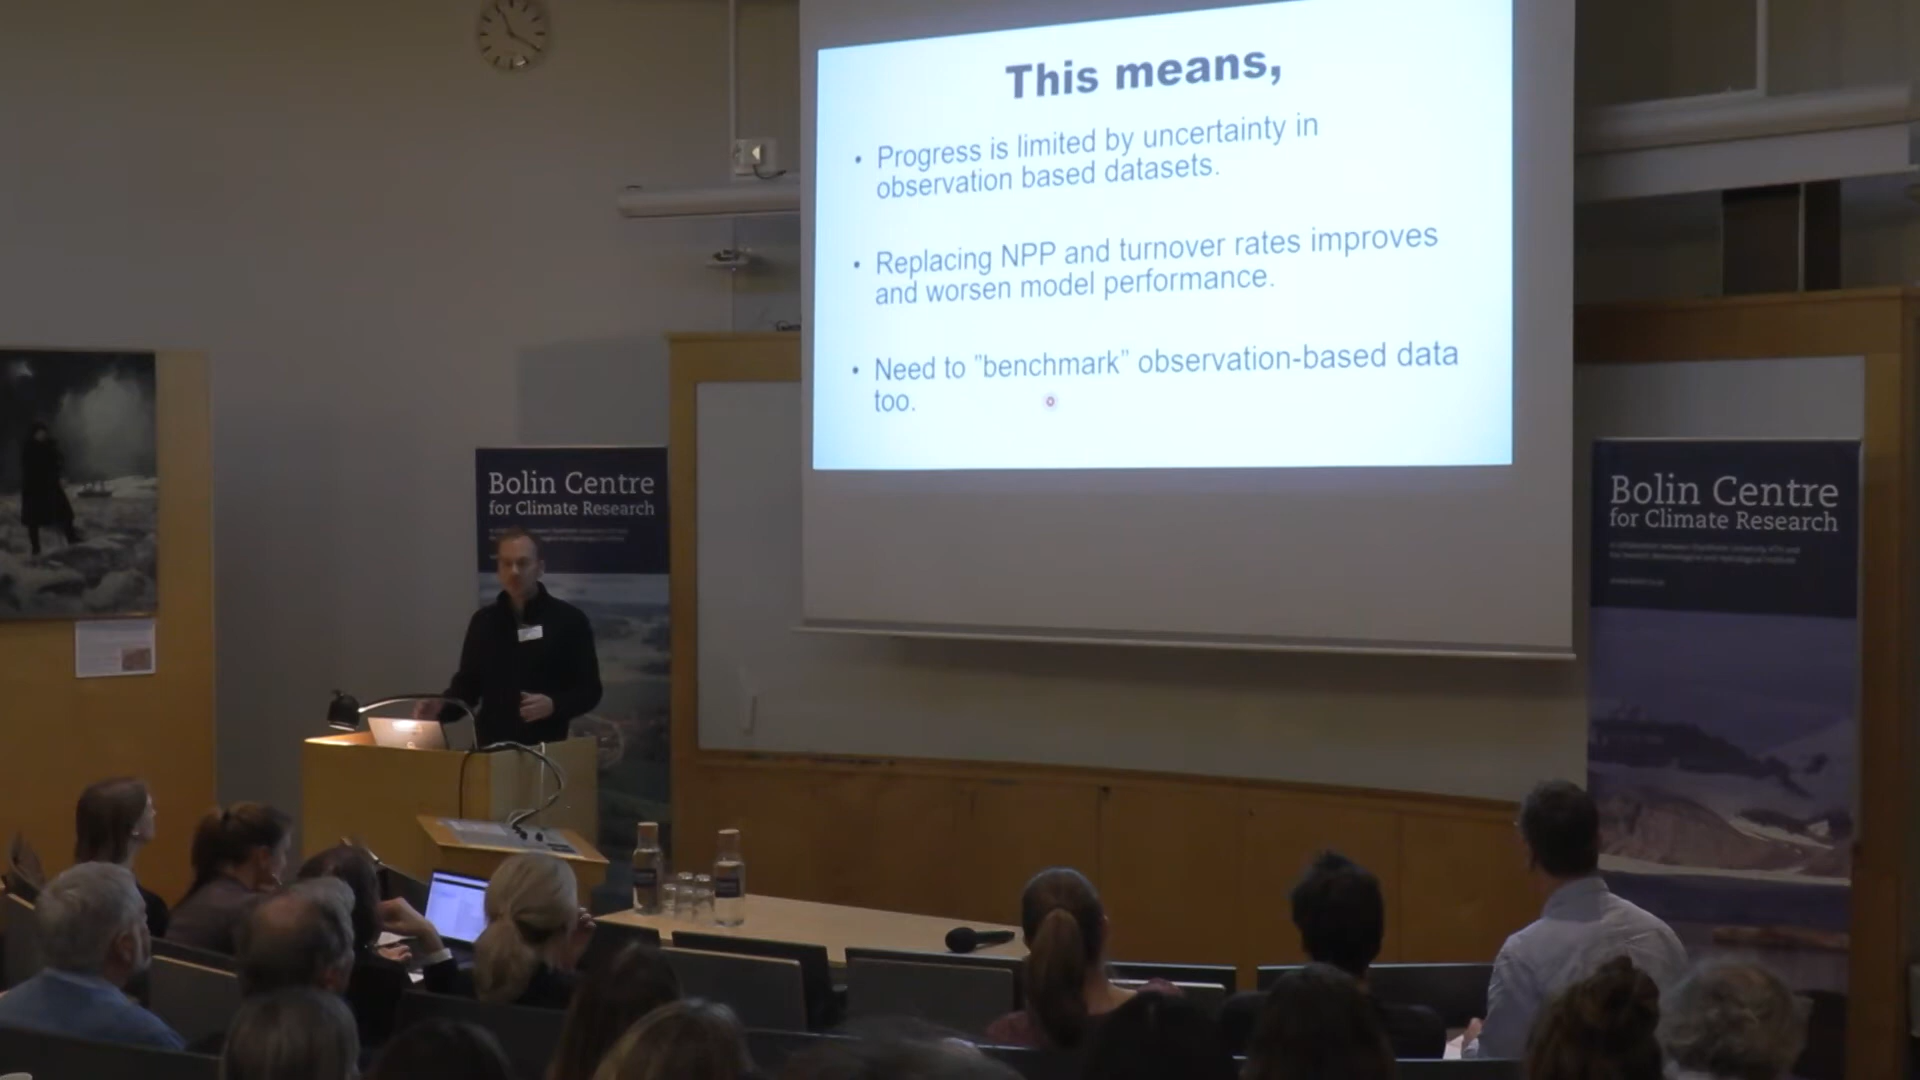 This means,
• Progress is limited by uncertainty in
observation based datasets.
• Replacing NPP and turnover rates improves
and worsen model performance.
• Need to "benchmark" observation-based data
too.
Bolin Centre
for Climate Research
Bolin Centre
for Climate Research